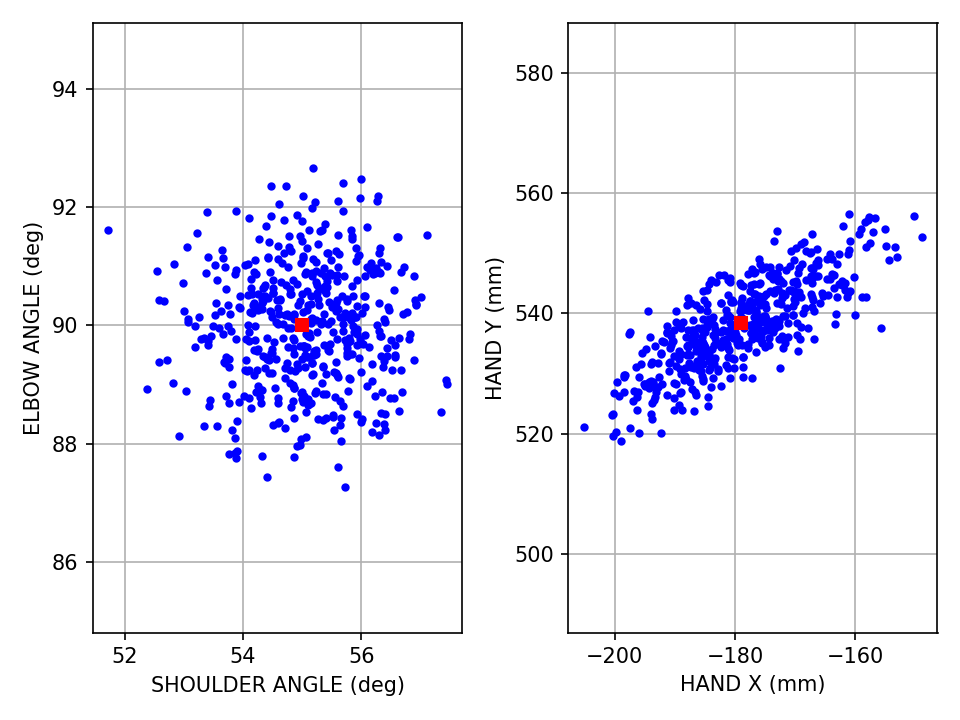 94
92
90
88
86
ELBOW ANGLE (deg)
52 54 56
SHOULDER ANGLE (deg)
580
560
540
520
500
HAND Y (mm)
−200 −180 −160
HAND X (mm)